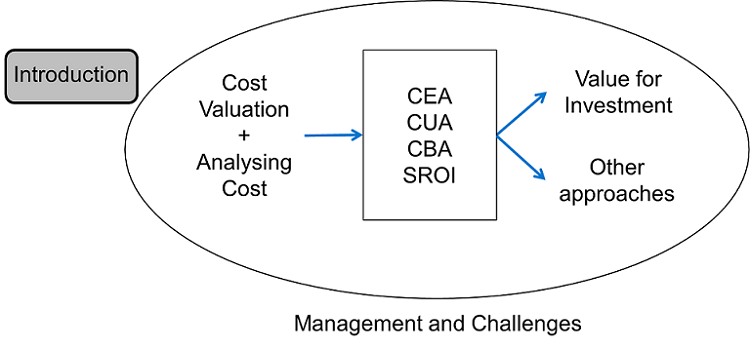 Introduction
Cost
Valuation
+
Analysing
Cost
CEA
CUA
CBA
SROI
Value for
Investment
Other
approaches
Management and Challenges